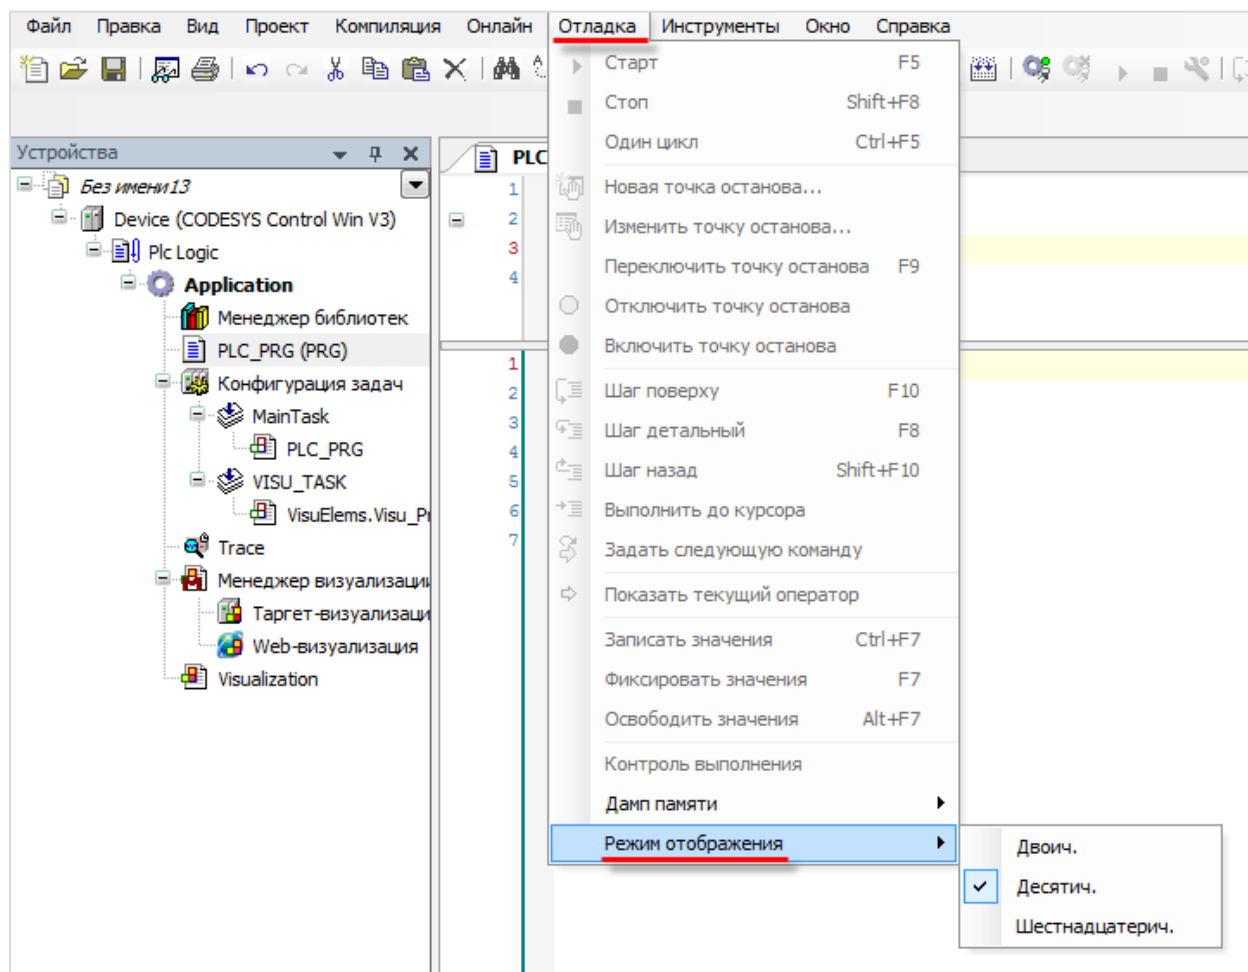 Файл Правка Вид Проект Компиляция Онлайн Отладка Инструменты Окно Справка
Устройства
Без имени13
Device (CODESYS Control Win V3)
Plc Logic
Application
Менеджер библиотек
PLC_PRG (PRG)
Конфигурация задач
MainTask
PLC_PRG
VISU_TASK
VisuElems.Visu_Pr
Trace
Менеджер визуализации
Таргет-визуализаци
Web-визуализация
Visualization
PLC
1
2
3
4
1
2
3
4
5
6
7
Старт F5
Стоп Shift+F8
Один цикл Ctrl+F5
Новая точка останова...
Изменить точку останова...
Переключить точку останова F9
Отключить точку останова
Включить точку останова
Шаг поверху F10
Шаг детальный F8
Шаг назад Shift+F10
Выполнить до курсора
Задать следующую команду
Показать текущий оператор
Записать значения Ctrl+F7
Фиксировать значения F7
Освободить значения Alt+F7
Контроль выполнения
Дамп памяти
Режим отображения
Двоич.
Десятич.
Шестнадцатерич.